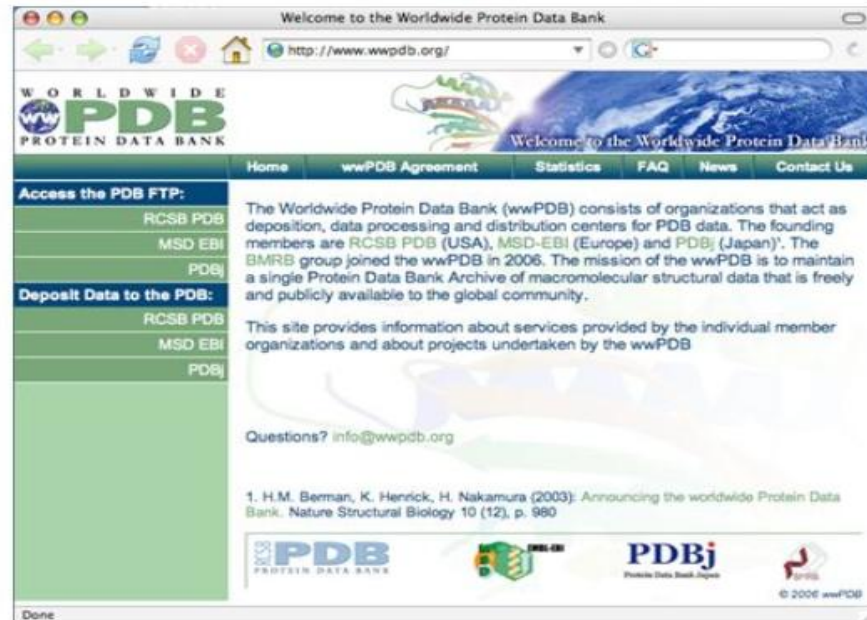 Welcome to the Worldwide Protein Data Bank
http://www.wwpdb.org/
WORLDWIDE
ww PDB
PROTEIN DATA BANK
Welcome to the Worldwide Protein Data Bank
Home wwPDB Agreement Statistics FAQ News Contact Us
Access the PDB FTP:
RCSB PDB
MSD EBI
PDBj
Deposit Data to the PDB:
RCSB PDB
MSD EBI
PDBj
The Worldwide Protein Data Bank (wwPDB) consists of organizations that act as
deposition, data processing and distribution centers for PDB data. The founding
members are RCSB PDB (USA), MSD-EBI (Europe) and PDBj (Japan)¹. The
BMRB group joined the wwPDB in 2006. The mission of the wwPDB is to maintain
a single Protein Data Bank Archive of macromolecular structural data that is freely
and publicly available to the global community.
This site provides information about services provided by the individual member
organizations and about projects undertaken by the wwPDB
Questions? info@wwpdb.org
1. H.M. Berman, K. Henrick, H. Nakamura (2003): Announcing the worldwide Protein Data
Bank. Nature Structural Biology 10 (12), p. 980
RCSB PDB
PROTEIN DATA BANK
EMBL-EBI
PDBj
Protein Data Bank Japan
BMRB
© 2006 wwPDB
Done